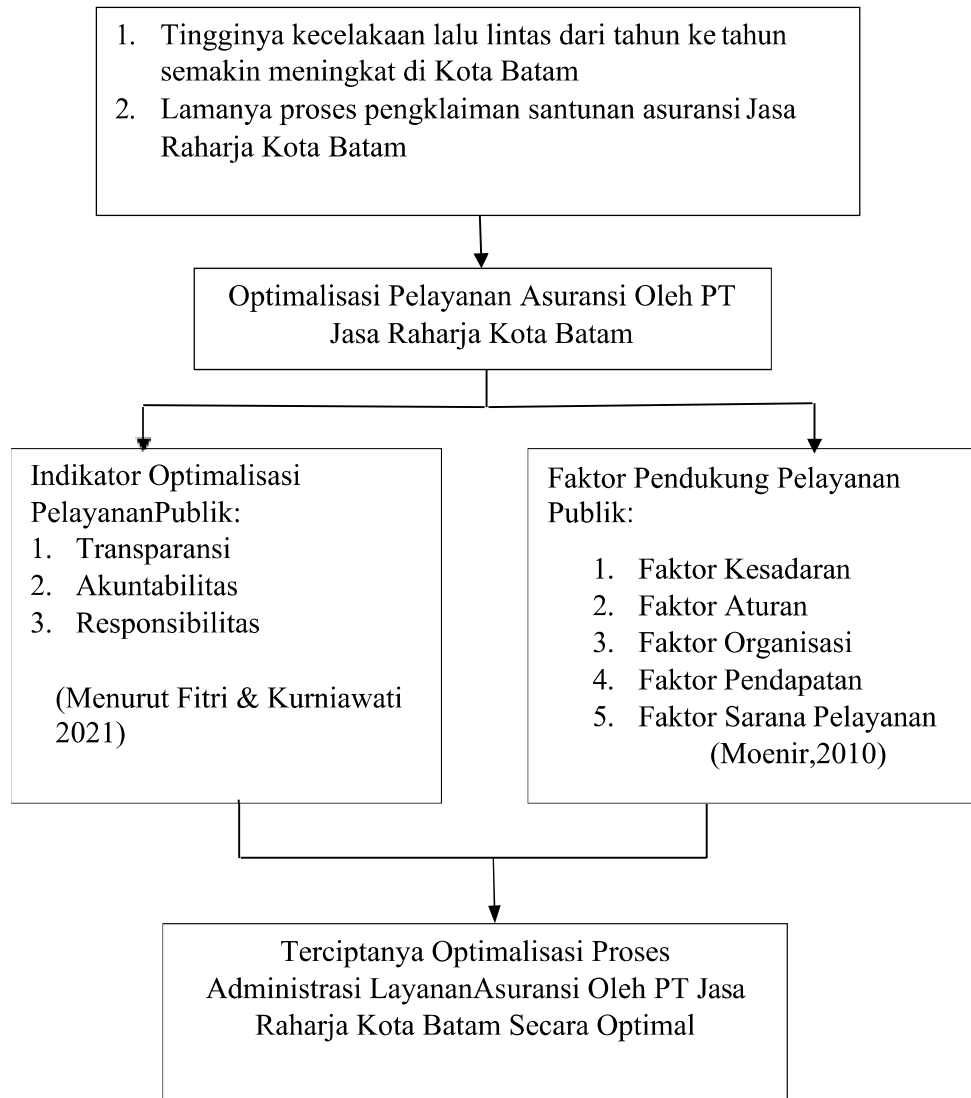 1. Tingginya kecelakaan lalu lintas dari tahun ke tahun
semakin meningkat di Kota Batam
2. Lamanya proses pengklaiman santunan asuransi Jasa
Raharja Kota Batam
Optimalisasi Pelayanan Asuransi Oleh PT
Jasa Raharja Kota Batam
Indikator Optimalisasi
PelayananPublik:
1. Transparansi
2. Akuntabilitas
3. Responsibilitas
(Menurut Fitri & Kurniawati
2021)
Faktor Pendukung Pelayanan
Publik:
1. Faktor Kesadaran
2. Faktor Aturan
3. Faktor Organisasi
4. Faktor Pendapatan
5. Faktor Sarana Pelayanan
(Moenir,2010)
Terciptanya Optimalisasi Proses
Administrasi LayananAsuransi Oleh PT Jasa
Raharja Kota Batam Secara Optimal